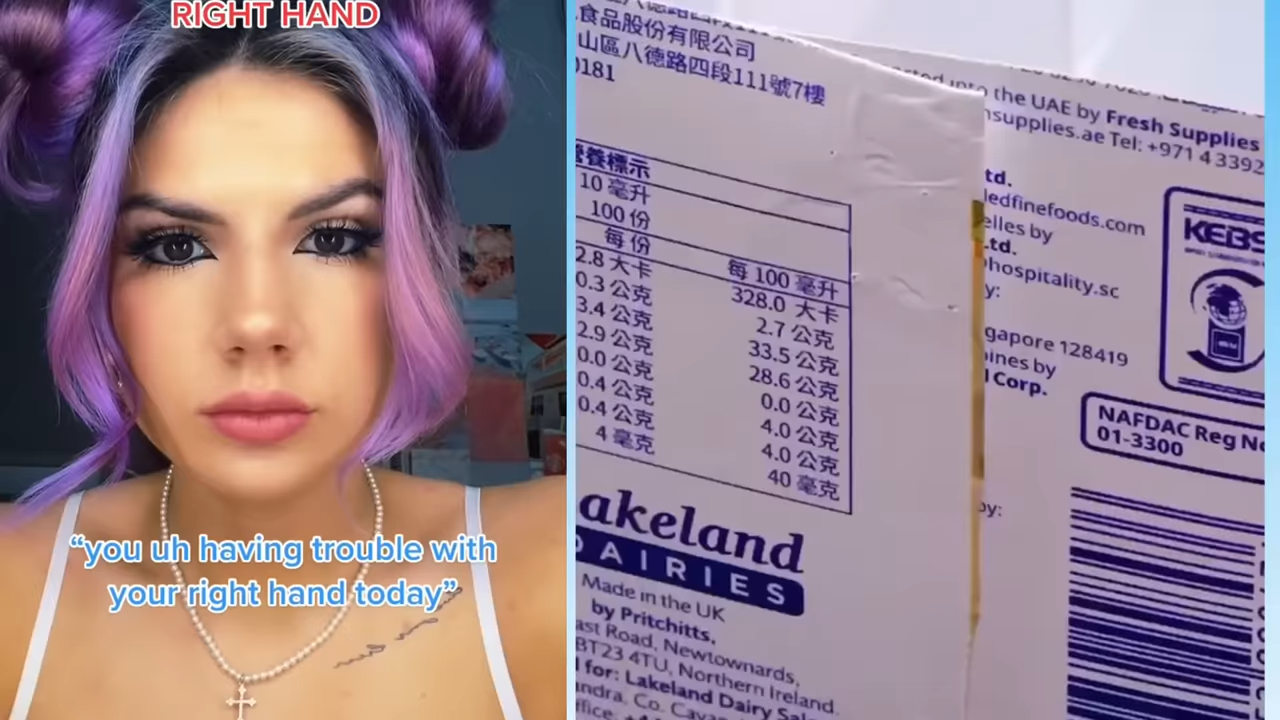 RIGHT HAND
“you uh having trouble with
your right hand today”
食品股份有限公司
山區八德路四段111號7樓
0181
營養標示
10 毫升
100 份
每 份
每 100 毫升
2.8 大卡
328.0 大卡
0.3 公克
2.7 公克
3.4 公克
33.5 公克
2.9 公克
28.6 公克
0.0 公克
0.0 公克
0.4 公克
4.0 公克
0.4 公克
4.0 公克
4 毫克
40 毫克
akeland
DAIRIES
Made in the UK
by Pritchitts,
ast Road, Newtownards,
BT23 4TU, Northern Ireland.
for: Lakeland Dairy Sale
ndra, Co. Cavan
ffice:
into the UAE by Fresh Supplies
nsupplies.ae Tel: +971 4 3392
td.
ledfinefoods.com
elles by
td.
hospitality.sc
y:
gapore 128419
pines by
l Corp.
by:
KEBS
NAFDAC Reg No
01-3300